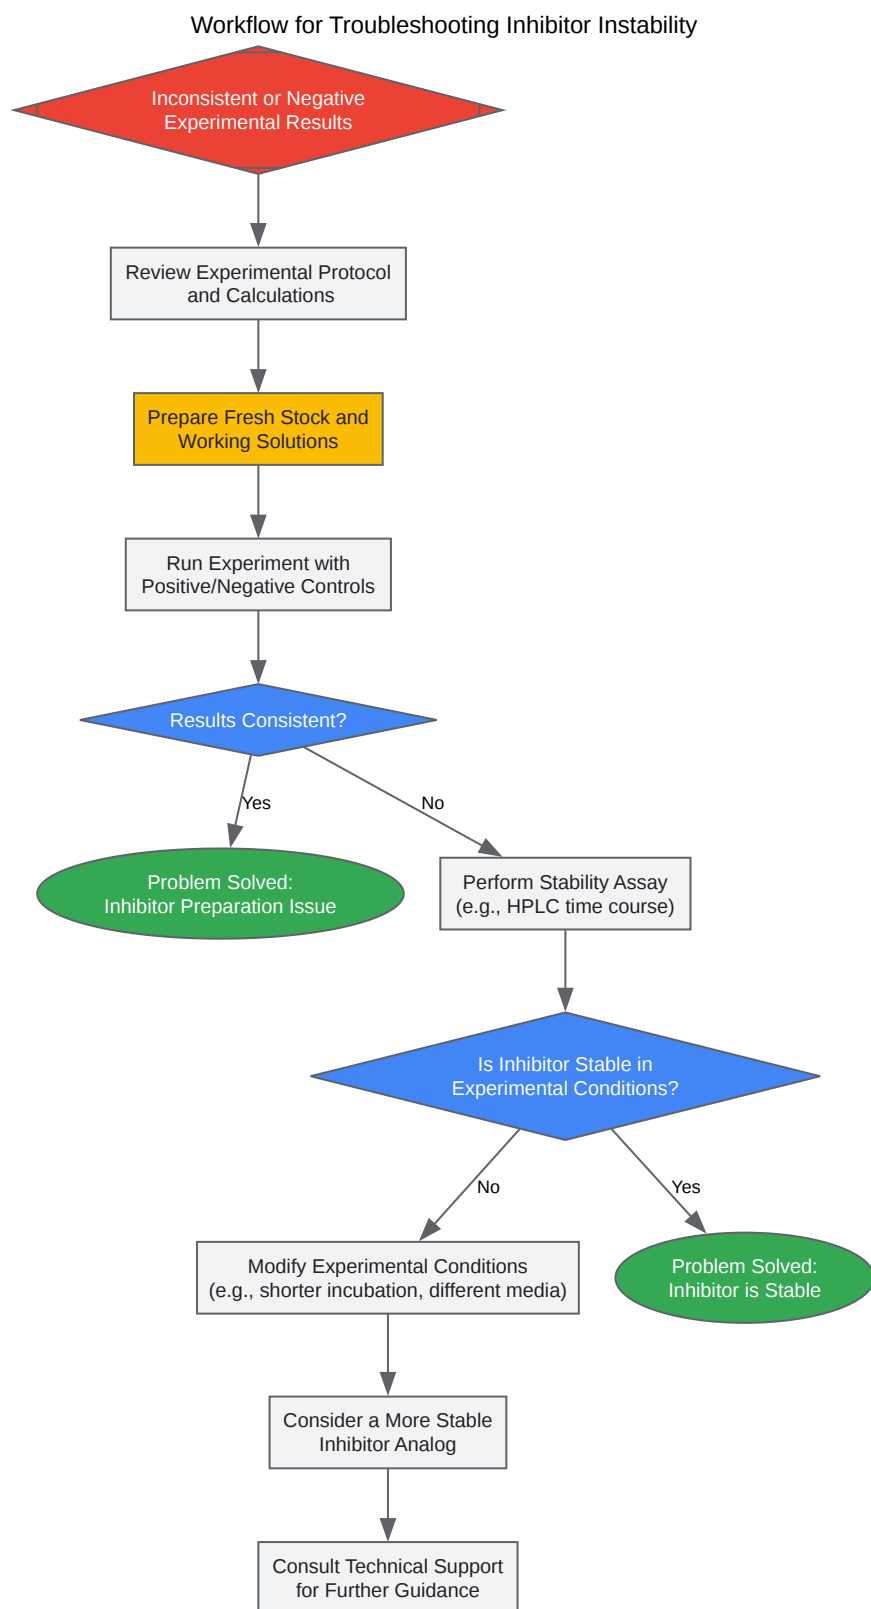 Workflow for Troubleshooting Inhibitor Instability
Inconsistent or Negative
Experimental Results
Review Experimental Protocol
and Calculations
Prepare Fresh Stock and
Working Solutions
Run Experiment with
Positive/Negative Controls
Results Consistent?
Yes
No
Problem Solved:
Inhibitor Preparation Issue
Perform Stability Assay
(e.g., HPLC time course)
Is Inhibitor Stable in
Experimental Conditions?
No
Yes
Modify Experimental Conditions
(e.g., shorter incubation, different media)
Problem Solved:
Inhibitor is Stable
Consider a More Stable
Inhibitor Analog
Consult Technical Support
for Further Guidance